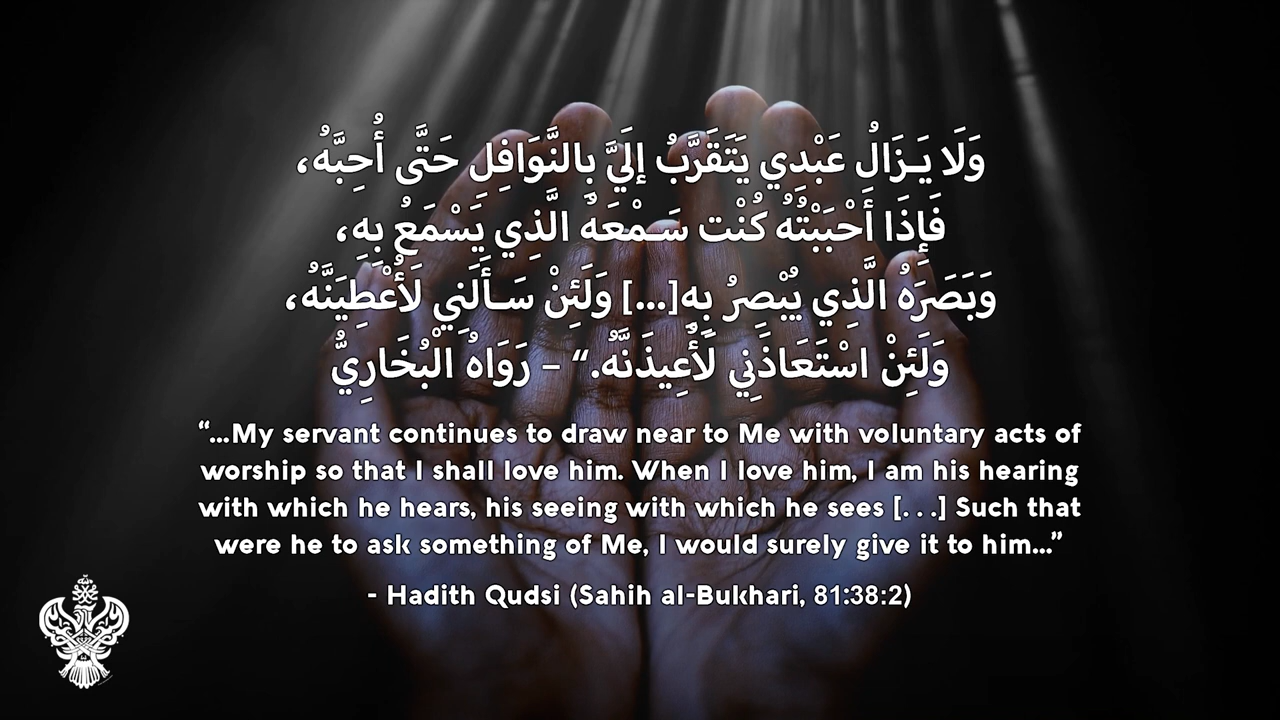 وَلَا يَـزَالُ عَبْدِي يَتَقَرَّبُ إِلَيَّ بِالنَّوَافِلِ حَتَّى أُحِبَّهُ،
فَإِذَا أَحْبَبْتُهُ كُنْت سَـمْعَهُ الَّذِي يَسْمَعُ بِهِ،
وَبَصَرَهُ الَّذِي يُبْصِرُ بِهِ[...] وَلَئِنْ سَـأَلَنِي لَأُعْطِيَنَّهُ،
وَلَئِنْ اسْتَعَاذَنِي لَأُعِيذَنَّهُ.“ – رَوَاهُ الْبُخَارِيُّ
“...My servant continues to draw near to Me with voluntary acts of
worship so that I shall love him. When I love him, I am his hearing
with which he hears, his seeing with which he sees [. . .] Such that
were he to ask something of Me, I would surely give it to him...”
- Hadith Qudsi (Sahih al-Bukhari, 81:38:2)